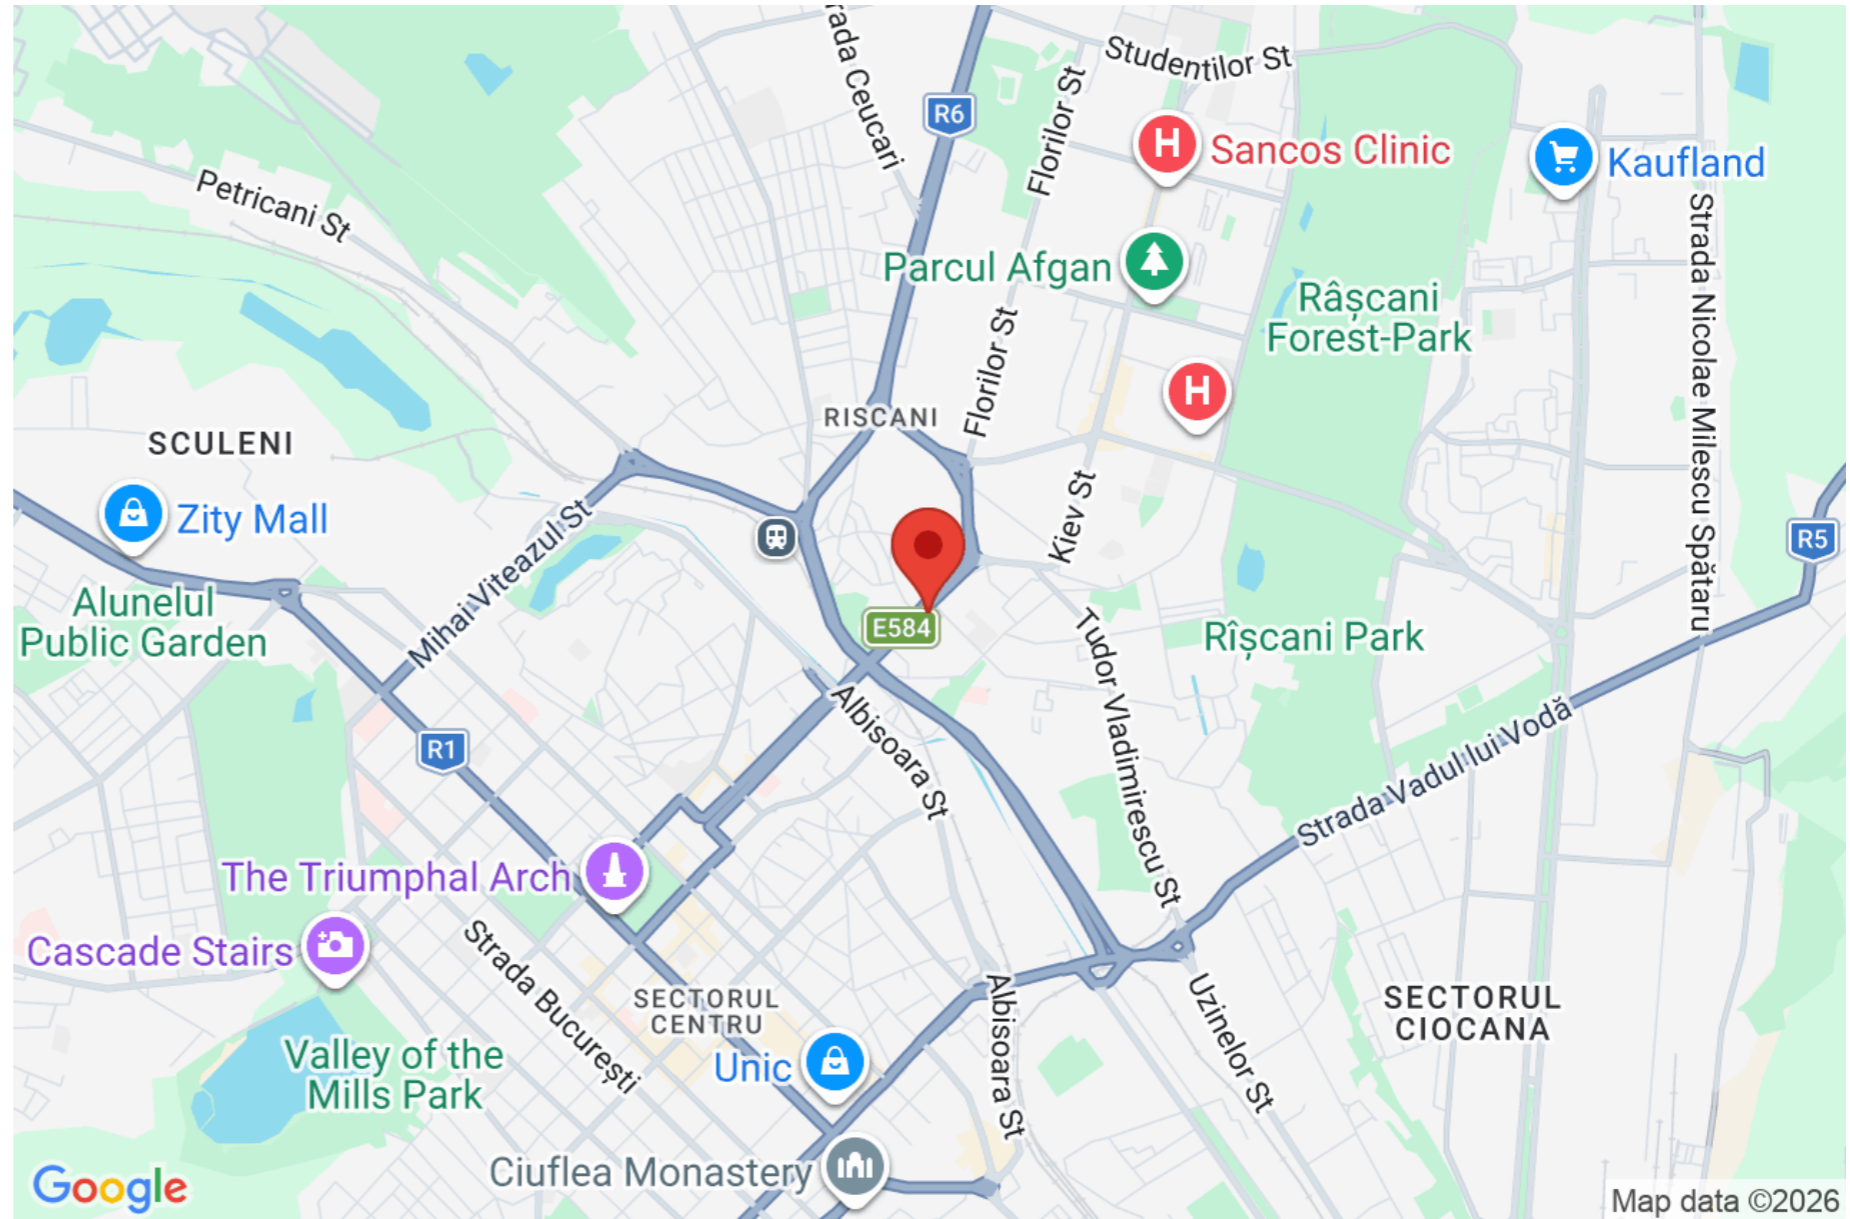 rada Ceucari
Studentilor St
R6
Florilor St
H
Sancos Clinic
Kaufland
Petricani St
Parcul Afgan
Strada Nicolae Milescu Spătaru
Râșcani
Forest-Park
Florilor St
H
RISCANI
SCULENI
Zity Mall
Mihai Viteazul St
Kiev St
R5
Alunelul
Public Garden
E584
Tudor Vladimirescu St
Rîșcani Park
Albisoara St
R1
Strada Vadul lui Vodă
The Triumphal Arch
Cascade Stairs
Strada București
SECTORUL
CENTRU
Albisoara St
Uzinelor St
SECTORUL
CIOCANA
Valley of the
Mills Park
Unic
Ciuflea Monastery
Google
Map data ©2026